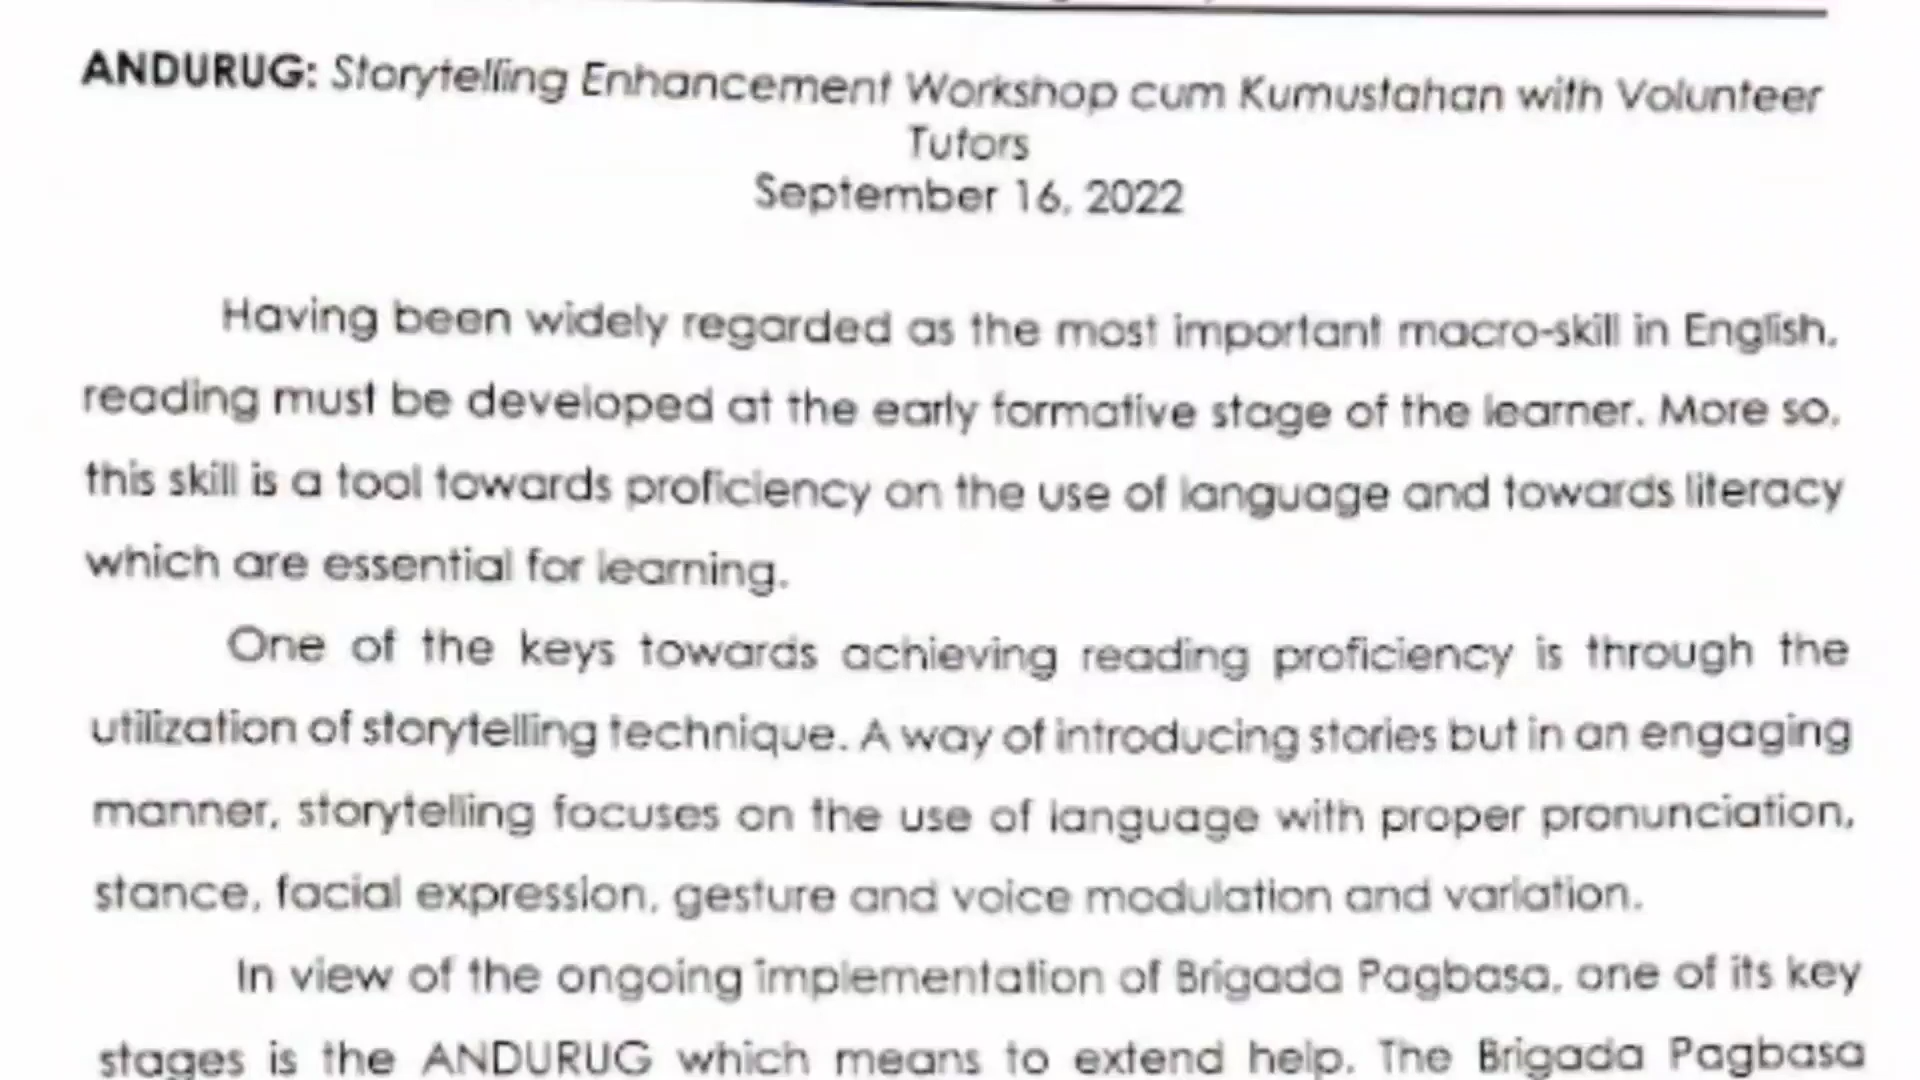 ANDURUG: Storytelling Enhancement Workshop cum Kumustahan with Volunteer
Tutors
September 16, 2022
Having been widely regarded as the most important macro-skill in English,
reading must be developed at the early formative stage of the learner. More so,
this skill is a tool towards proficiency on the use of language and towards literacy
which are essential for learning.
One of the keys towards achieving reading proficiency is through the
utilization of storytelling technique. A way of introducing stories but in an engaging
manner, storytelling focuses on the use of language with proper pronunciation,
stance, facial expression, gesture and voice modulation and variation.
In view of the ongoing implementation of Brigada Pagbasa, one of its key
stages is the ANDURUG which means to extend help. The Brigada Pagbasa